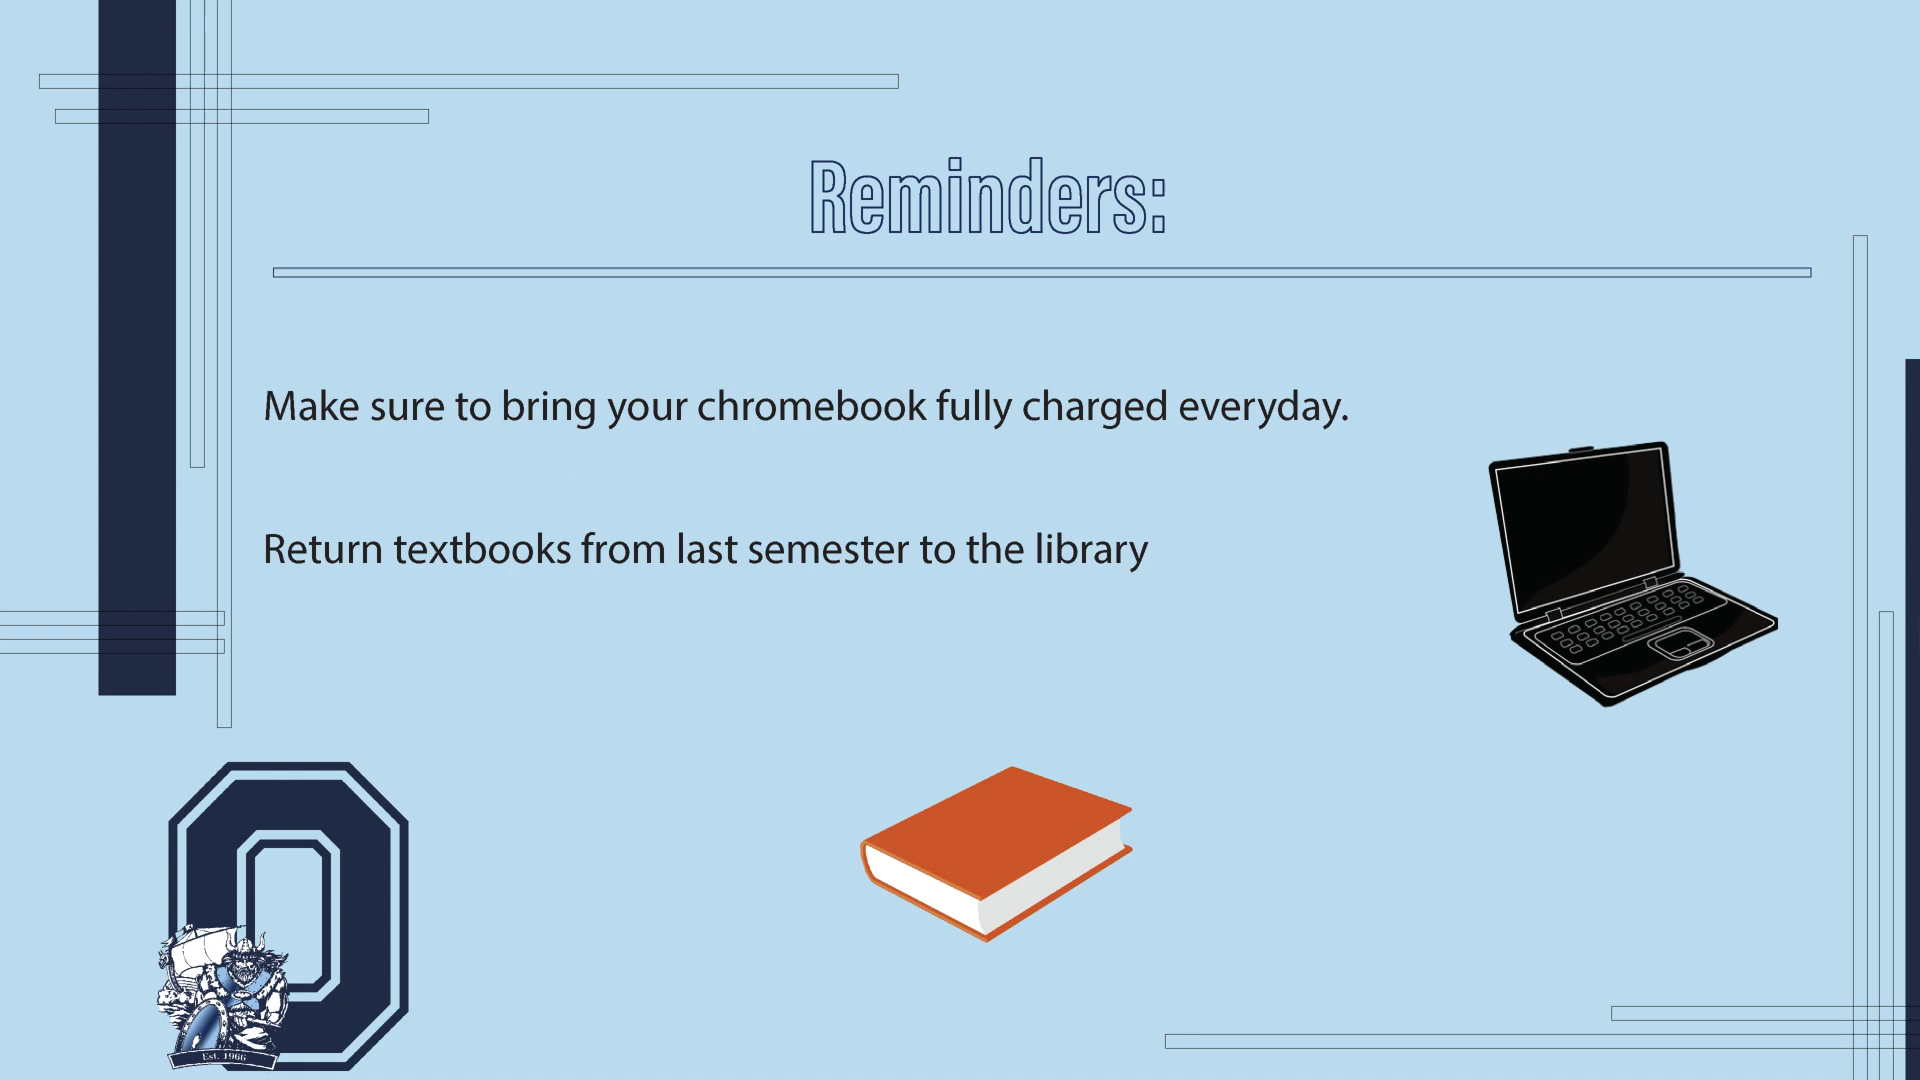 Reminders:
Make sure to bring your chromebook fully charged everyday.
Return textbooks from last semester to the library
O
Est. 1966